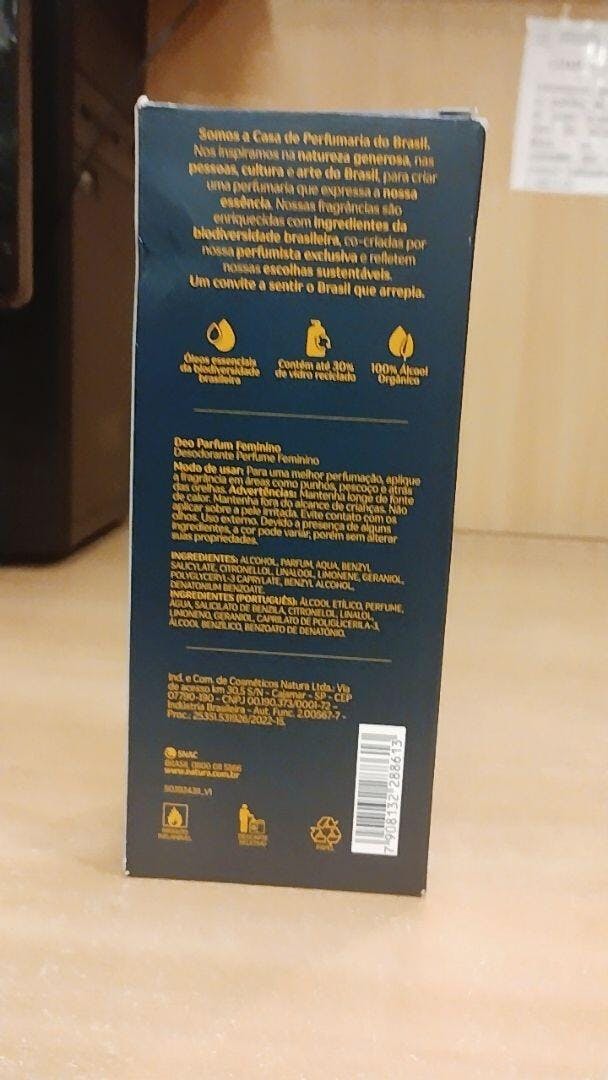 Somos a Casa de Perfumaria do Brasil.
Nos inspiramos na natureza generosa, nas
pessoas, cultura e arte do Brasil, para criar
uma perfumaria que expressa a nossa
essência. Nossas fragrâncias são
enriquecidas com ingredientes da
biodiversidade brasileira, co-criadas por
nossa perfumista exclusiva e refletem
nossas escolhas sustentáveis.
Um convite a sentir o Brasil que arrepia.
Óleos essenciais
da biodiversidade
brasileira
Contém até 30%
de vidro reciclado
100% Álcool
Orgânico
Deo Parfum Feminino
Desodorante Perfume Feminino
Modo de usar: Para uma melhor perfumação, aplique
a fragrância em áreas como punhos, pescoço e atrás
das orelhas. Advertências: Mantenha longe da fonte
de calor. Mantenha fora do alcance de crianças. Não
aplicar sobre a pele irritada. Evite contato com os
olhos. Uso externo. Devido à presença de alguns
ingredientes, a cor pode variar, porém sem alterar
suas propriedades.
INGREDIENTES: ALCOHOL, PARFUM, AQUA, BENZYL
SALICYLATE, CITRONELLOL, LINALOOL, LIMONENE, GERANIOL,
POLYGLYCERYL-3 CAPRYLATE, BENZYL ALCOHOL,
DENATONIUM BENZOATE.
INGREDIENTES (PORTUGUÊS): ÁLCOOL ETÍLICO, PERFUME,
ÁGUA, SALICILATO DE BENZILA, CITRONELOL, LINALOL,
LIMONENO, GERANIOL, CAPRILATO DE POLIGLICERILA-3,
ÁLCOOL BENZÍLICO, BENZOATO DE DENATÔNIO.
Ind. e Com. de Cosméticos Natura Ltda.: Via
de acesso km 30,5 S/N - Cajamar - SP - CEP
07790-190 - CNPJ 00.190.373/0001-72 -
Indústria Brasileira - Aut. Func. 2.00567-7 -
Proc.: 25351.531926/2022-15.
SNAC
BRASIL 0800 08 5566
www.natura.com.br
PRODUTO
INFLAMÁVEL
DESCARTE
SELETIVO
PAPEL
7 908132 288613